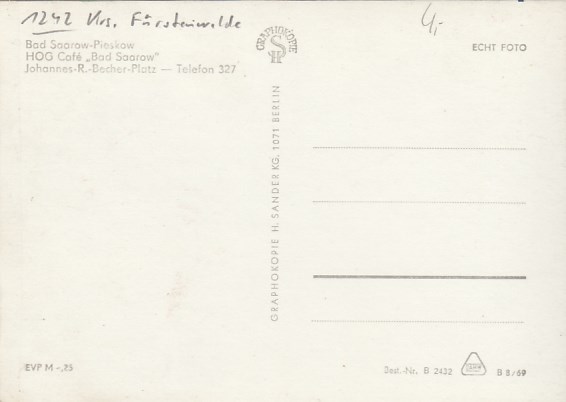 1242 Krs. Fürstenwalde
4,-
Bad Saarow-Pieskow
HOG Café „Bad Saarow"
Johannes-R.-Becher-Platz — Telefon 327
GRAPHOKOPIE
ECHT FOTO
GRAPHOKOPIE H. SANDER KG. 1071 BERLIN
EVP M -,25
Best.-Nr. B 2432
B 8/69